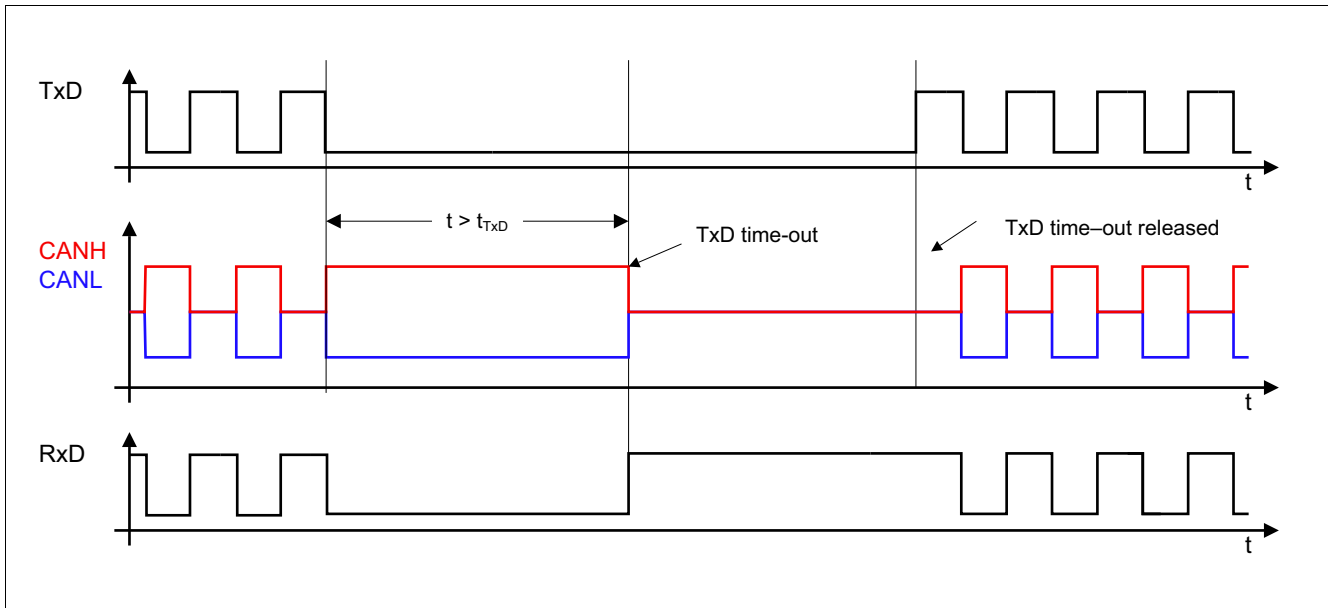 TxD
t
t > tTxD
TxD time-out
TxD time–out released
CANH
CANL
t
RxD
t